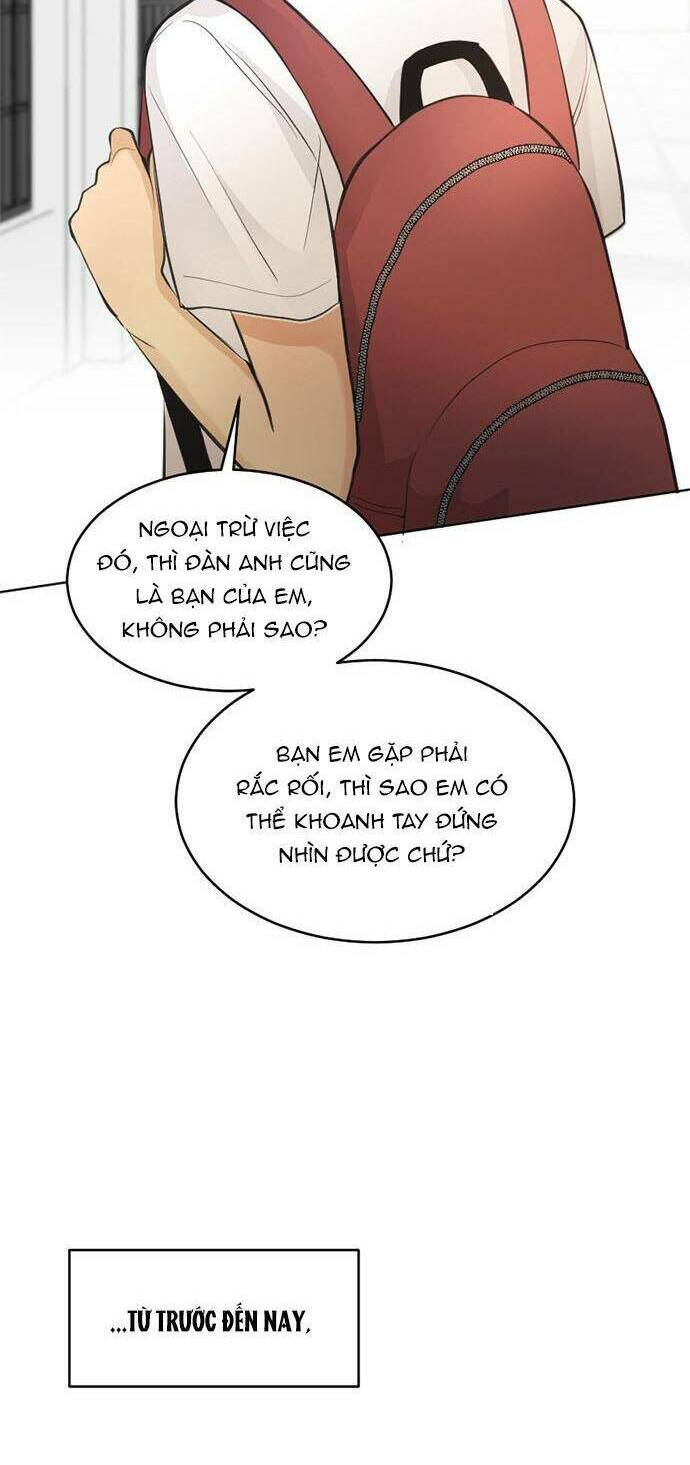 NGOẠI TRỪ VIỆC
ĐÓ, THÌ ĐÀN ANH CŨNG
LÀ BẠN CỦA EM,
KHÔNG PHẢI SAO?
BẠN EM GẶP PHẢI
RẮC RỐI, THÌ SAO EM CÓ
THỂ KHOANH TAY ĐỨNG
NHÌN ĐƯỢC CHỨ?
...TỪ TRƯỚC ĐẾN NAY,